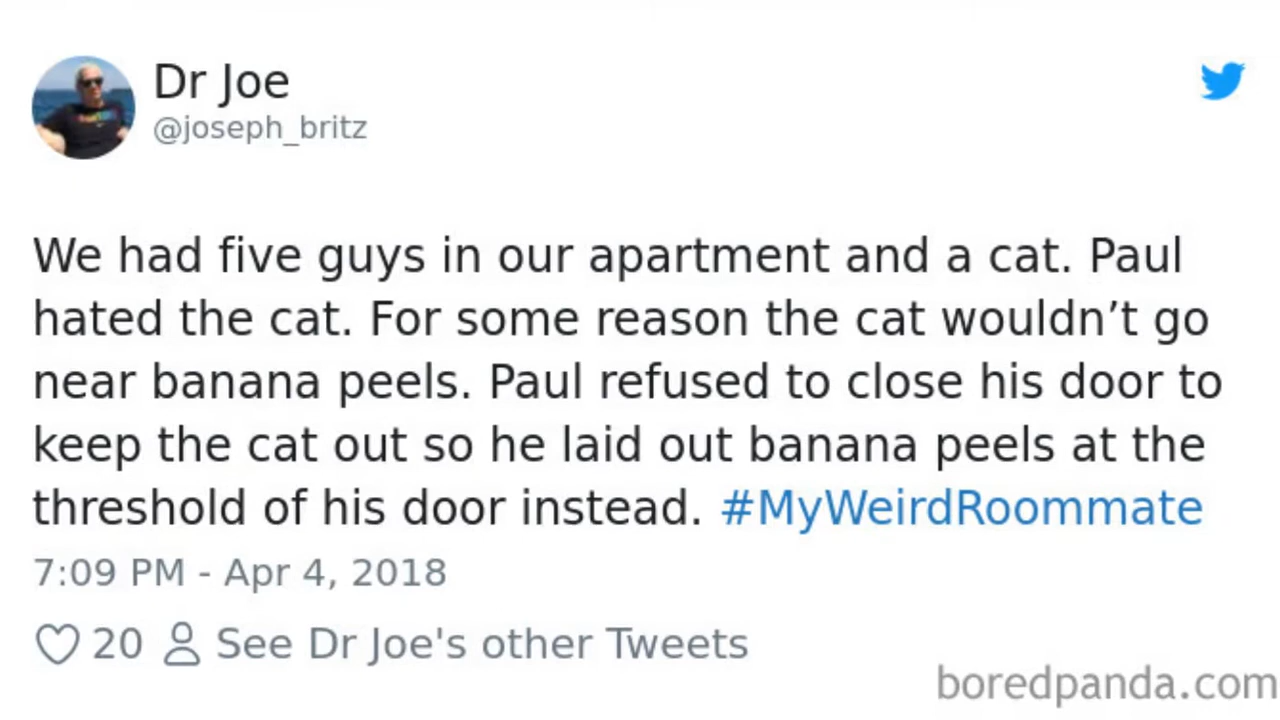 Dr Joe
@joseph_britz
We had five guys in our apartment and a cat. Paul
hated the cat. For some reason the cat wouldn’t go
near banana peels. Paul refused to close his door to
keep the cat out so he laid out banana peels at the
threshold of his door instead. #MyWeirdRoommate
7:09 PM - Apr 4, 2018
20 See Dr Joe's other Tweets
boredpanda.com